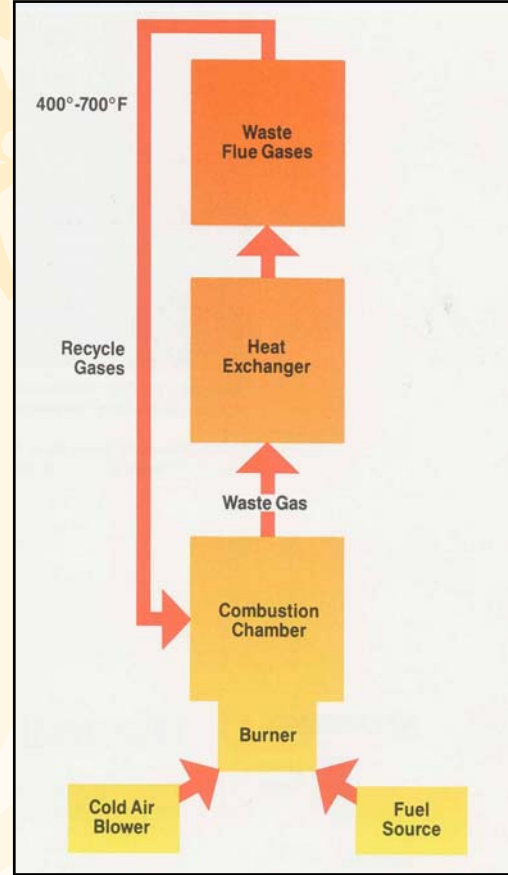 Waste
Flue Gases
400°-700°F
Heat
Exchanger
Recycle
Gases
Waste Gas
Combustion
Chamber
Burner
Cold Air
Blower
Fuel
Source